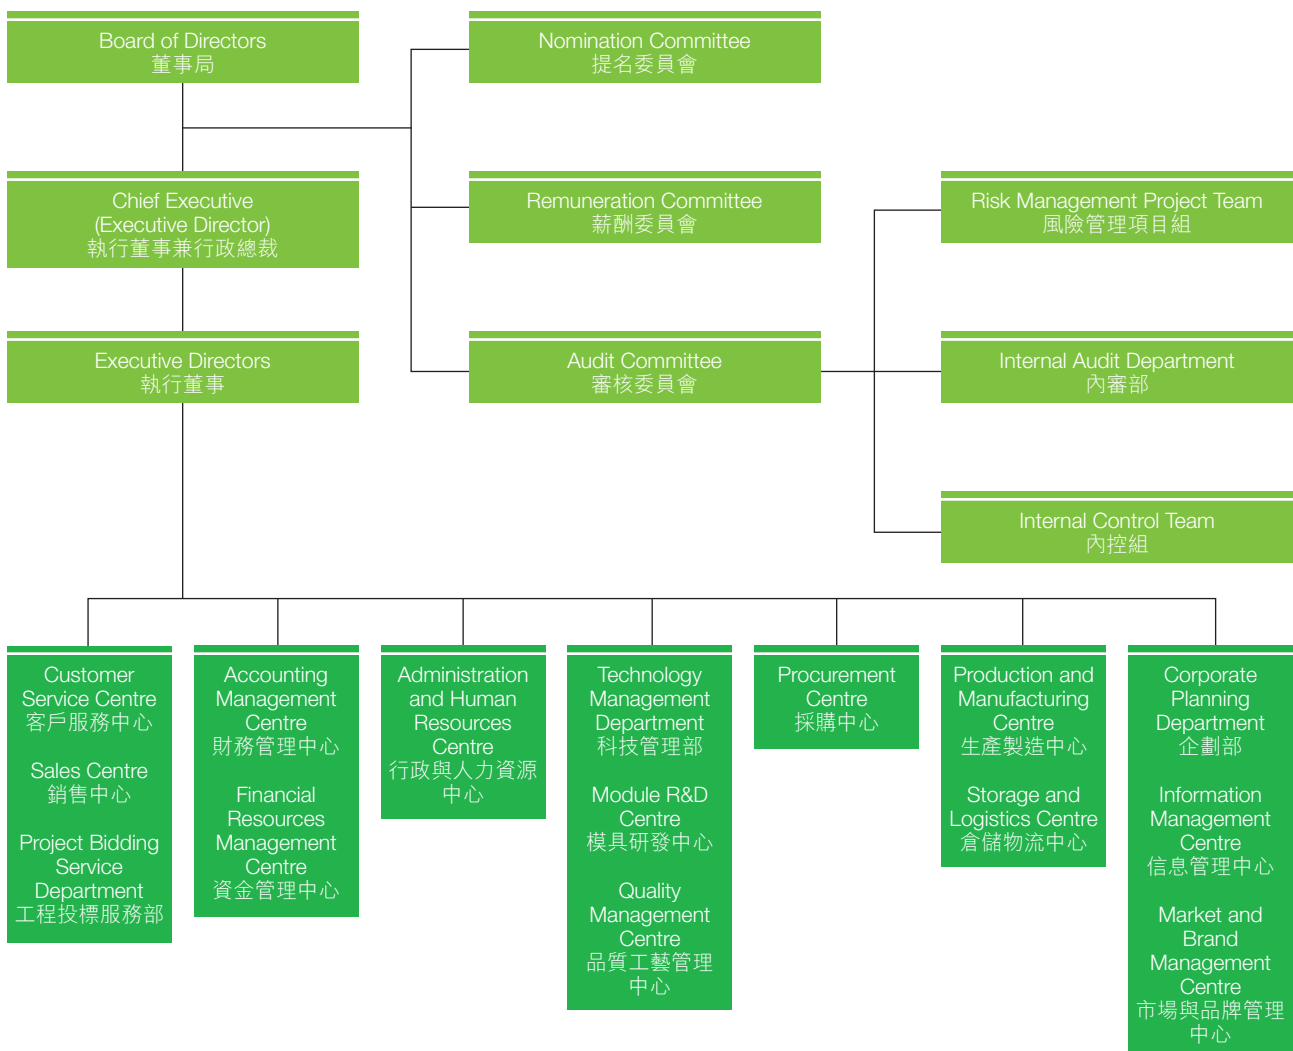 Board of Directors
董事局
Nomination Committee
提名委員會
Chief Executive
(Executive Director)
執行董事兼行政總裁
Remuneration Committee
薪酬委員會
Risk Management Project Team
風險管理項目組
Executive Directors
執行董事
Audit Committee
審核委員會
Internal Audit Department
內審部
Internal Control Team
內控組
Customer
Service Centre
客戶服務中心
Sales Centre
銷售中心
Project Bidding
Service
Department
工程投標服務部
Accounting
Management
Centre
財務管理中心
Financial
Resources
Management
Centre
資金管理中心
Administration
and Human
Resources
Centre
行政與人力資源
中心
Technology
Management
Department
科技管理部
Module R&D
Centre
模具研發中心
Quality
Management
Centre
品質工藝管理
中心
Procurement
Centre
採購中心
Production and
Manufacturing
Centre
生產製造中心
Storage and
Logistics Centre
倉儲物流中心
Corporate
Planning
Department
企劃部
Information
Management
Centre
信息管理中心
Market and
Brand
Management
Centre
市場與品牌管理
中心